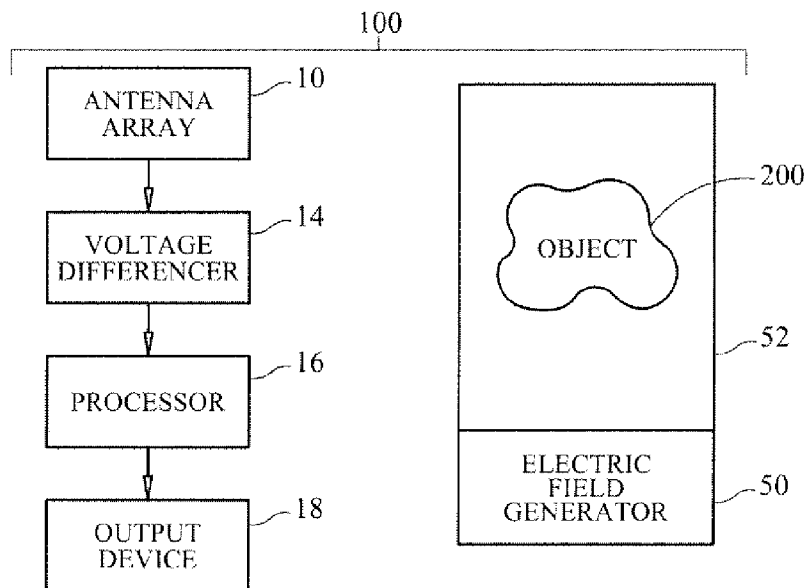 100
ANTENNA
ARRAY
10
VOLTAGE
DIFFERENCER
14
PROCESSOR
16
OUTPUT
DEVICE
18
OBJECT
200
52
ELECTRIC
FIELD
GENERATOR
50